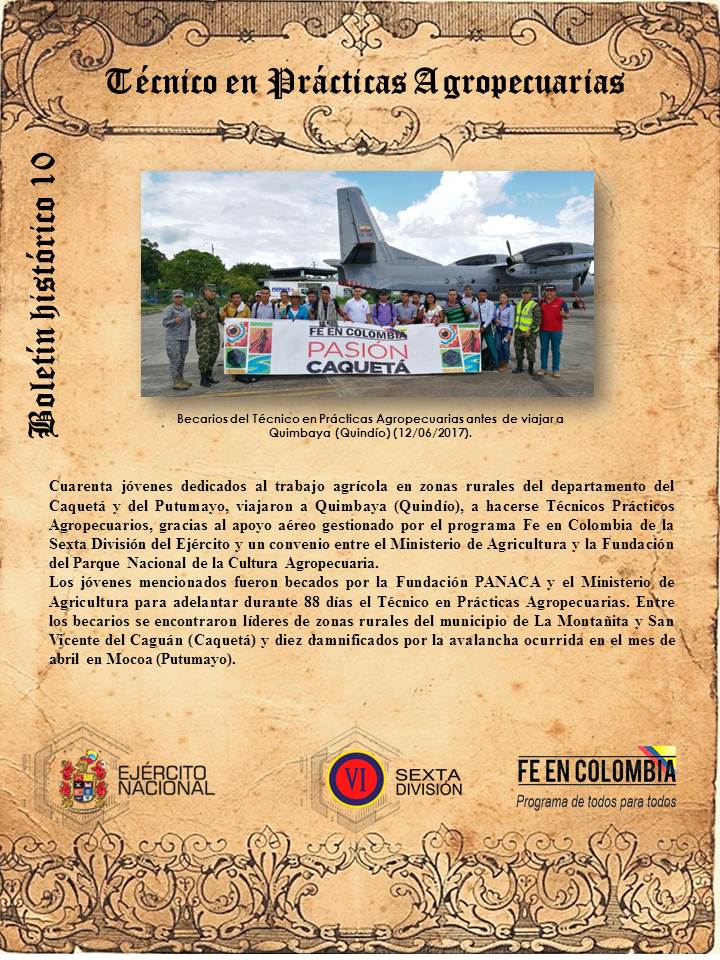 Técnico en Prácticas Agropecuarias
Boletín histórico 10
FE EN COLOMBIA
PASIÓN
CAQUETÁ
Becarios del Técnico en Prácticas Agropecuarias antes de viajar a
Quimbaya (Quindío) (12/06/2017).
Cuarenta jóvenes dedicados al trabajo agrícola en zonas rurales del departamento del
Caquetá y del Putumayo, viajaron a Quimbaya (Quindío), a hacerse Técnicos Prácticos
Agropecuarios, gracias al apoyo aéreo gestionado por el programa Fe en Colombia de la
Sexta División del Ejército y un convenio entre el Ministerio de Agricultura y la Fundación
del Parque Nacional de la Cultura Agropecuaria.
Los jóvenes mencionados fueron becados por la Fundación PANACA y el Ministerio de
Agricultura para adelantar durante 88 días el Técnico en Prácticas Agropecuarias. Entre
los becarios se encontraron líderes de zonas rurales del municipio de La Montañita y San
Vicente del Caguán (Caquetá) y diez damnificados por la avalancha ocurrida en el mes de
abril en Mocoa (Putumayo).
EJÉRCITO
NACIONAL
VI
SEXTA
DIVISIÓN
FE EN COLOMBIA
Programa de todos para todos